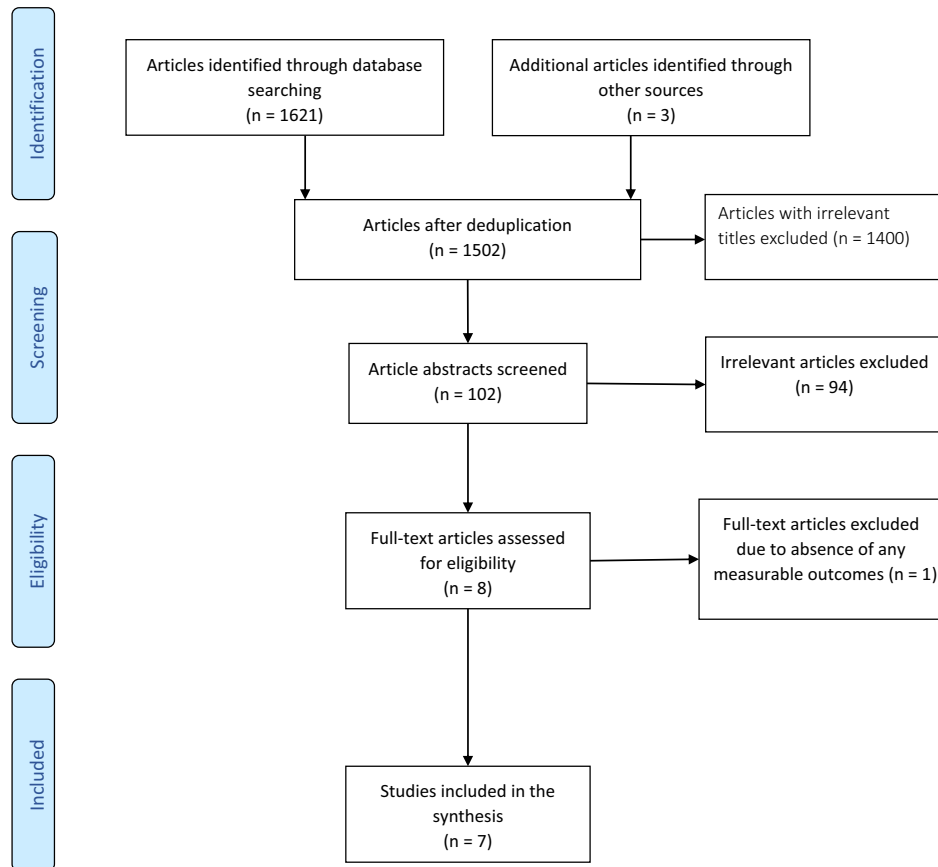 Identification
Articles identified through database
searching
(n = 1621)
Additional articles identified through
other sources
(n = 3)
Articles after deduplication
(n = 1502)
Articles with irrelevant
titles excluded (n = 1400)
Screening
Article abstracts screened
(n = 102)
Irrelevant articles excluded
(n = 94)
Eligibility
Full-text articles assessed
for eligibility
(n = 8)
Full-text articles excluded
due to absence of any
measurable outcomes (n = 1)
Included
Studies included in the
synthesis
(n = 7)